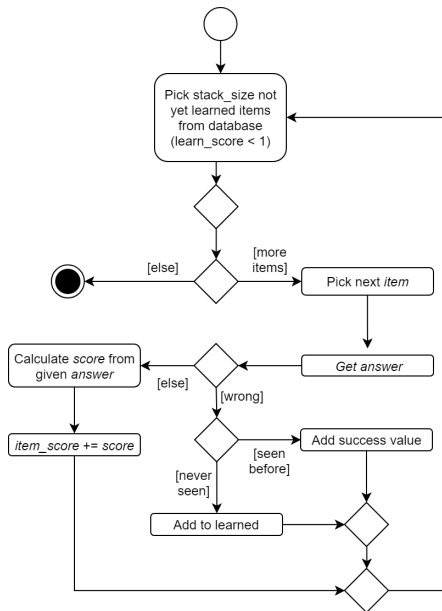 Pick stack_size not
yet learned items
from database
(learn_score < 1)
[else]
[more
items]
Pick next item
Calculate score from
given answer
[else]
[wrong]
Get answer
item_score += score
[never
seen]
[seen
before]
Add success value
Add to learned